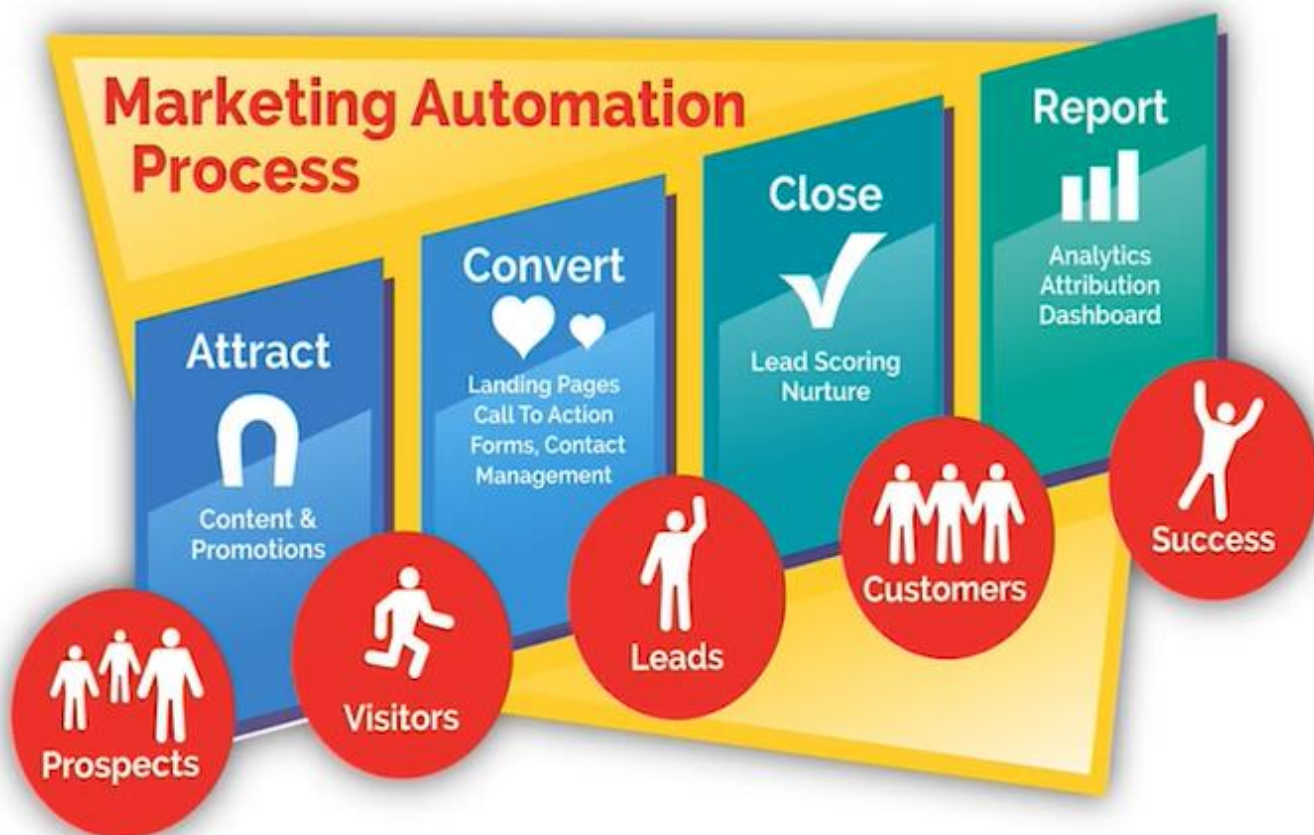 Marketing Automation
Process
Attract
Content &
Promotions
Convert
Landing Pages
Call To Action
Forms, Contact
Management
Close
Lead Scoring
Nurture
Report
Analytics
Attribution
Dashboard
Prospects
Visitors
Leads
Customers
Success